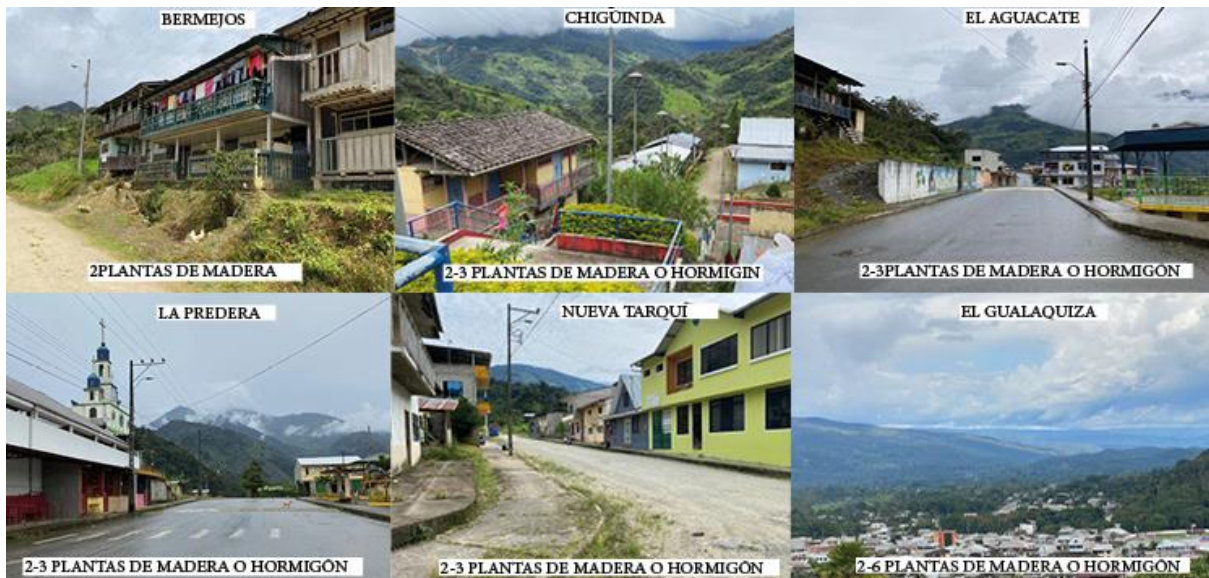 BERMEJOS
2PLANTAS DE MADERA
CHIGÜINDA
2-3 PLANTAS DE MADERA O HORMIGIN
EL AGUACATE
2-3PLANTAS DE MADERA O HORMIGÓN
LA PREDERA
2-3 PLANTAS DE MADERA O HORMIGÓN
NUEVA TARQUÍ
2-3 PLANTAS DE MADERA O HORMIGÓN
EL GUALAQUIZA
2-6 PLANTAS DE MADERA O HORMIGÓN